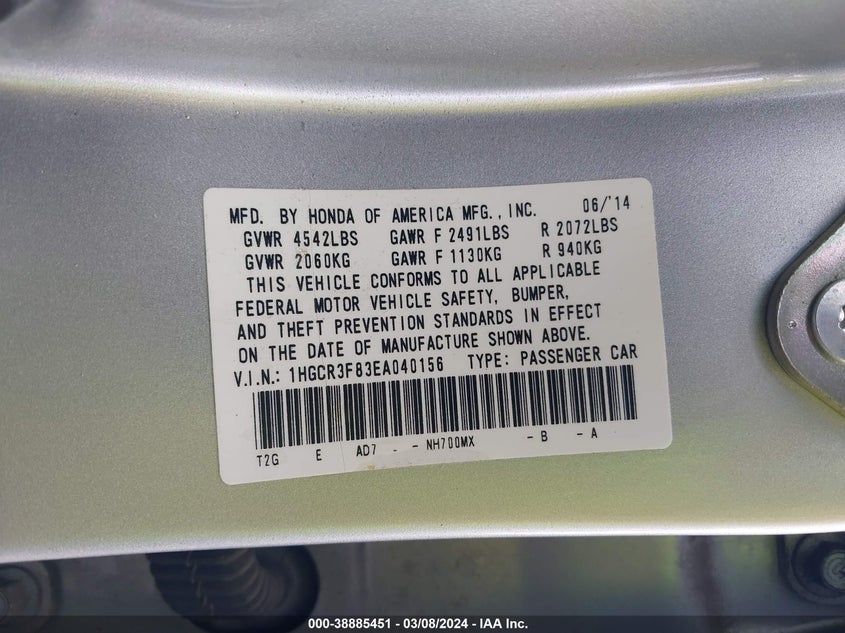 MFD. BY HONDA OF AMERICA MFG., INC. 06/'14
GVWR 4542LBS GAWR F 2491LBS R 2072LBS
GVWR 2060KG GAWR F 1130KG R 940KG
THIS VEHICLE CONFORMS TO ALL APPLICABLE
FEDERAL MOTOR VEHICLE SAFETY, BUMPER,
AND THEFT PREVENTION STANDARDS IN EFFECT
ON THE DATE OF MANUFACTURE SHOWN ABOVE.
V.I.N.: 1HGCR3F83EA040156 TYPE: PASSENGER CAR
T2G E AD7 - - NH700MX - B - A
000-38885451 - 03/08/2024 - IAA Inc.